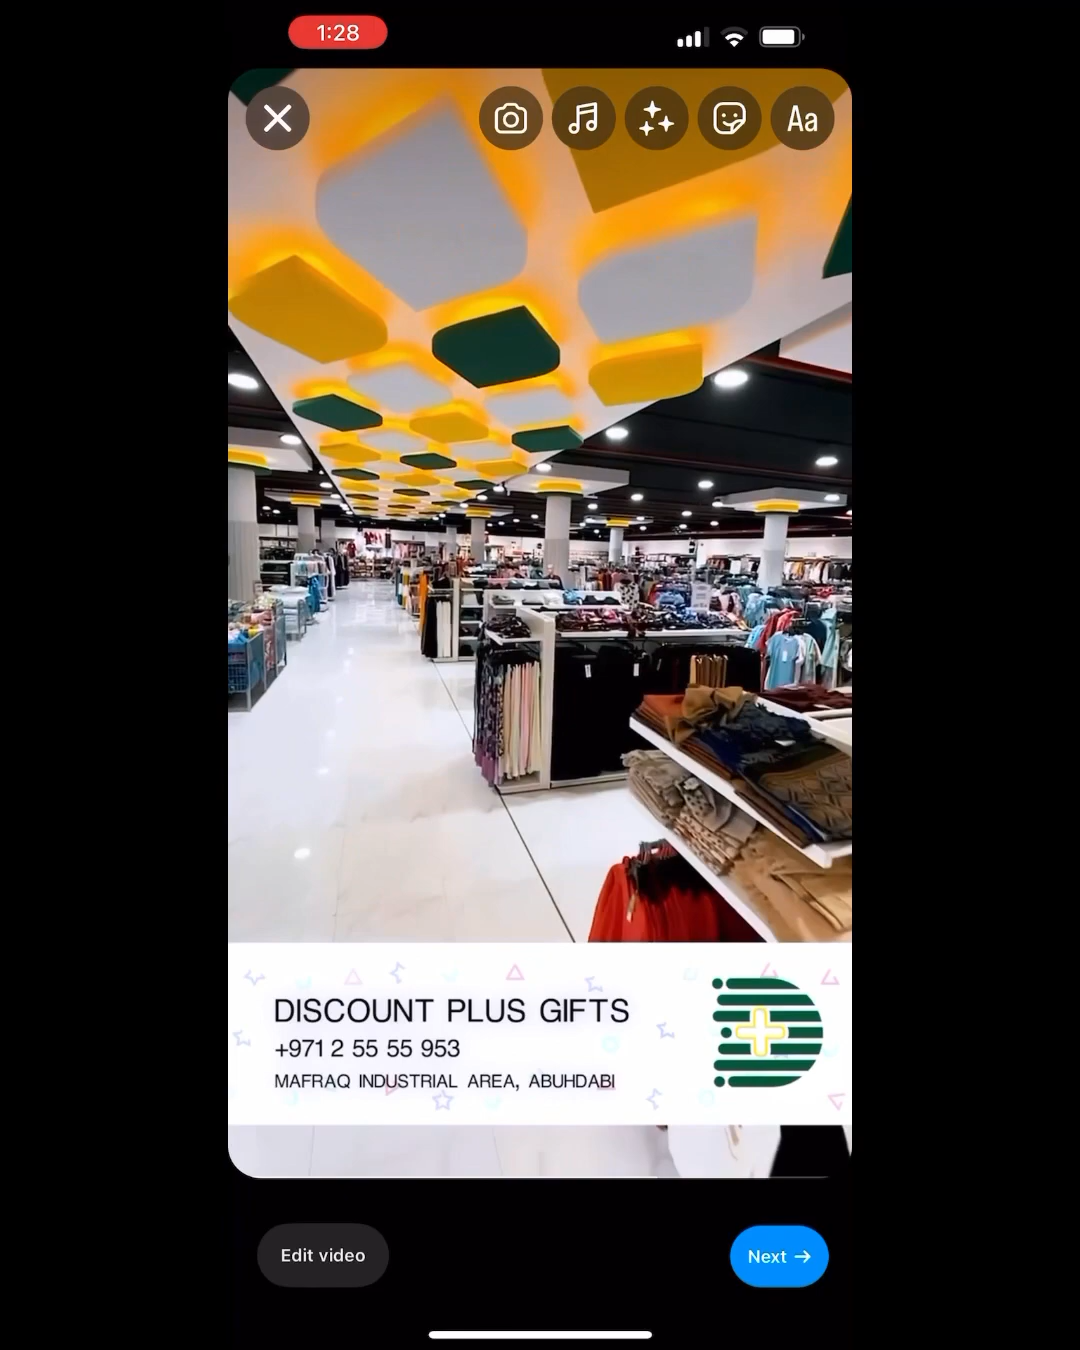 1:28
Aa
DISCOUNT PLUS GIFTS
+971 2 55 55 953
MAFRAQ INDUSTRIAL AREA, ABUHDABI
Edit video
Next →